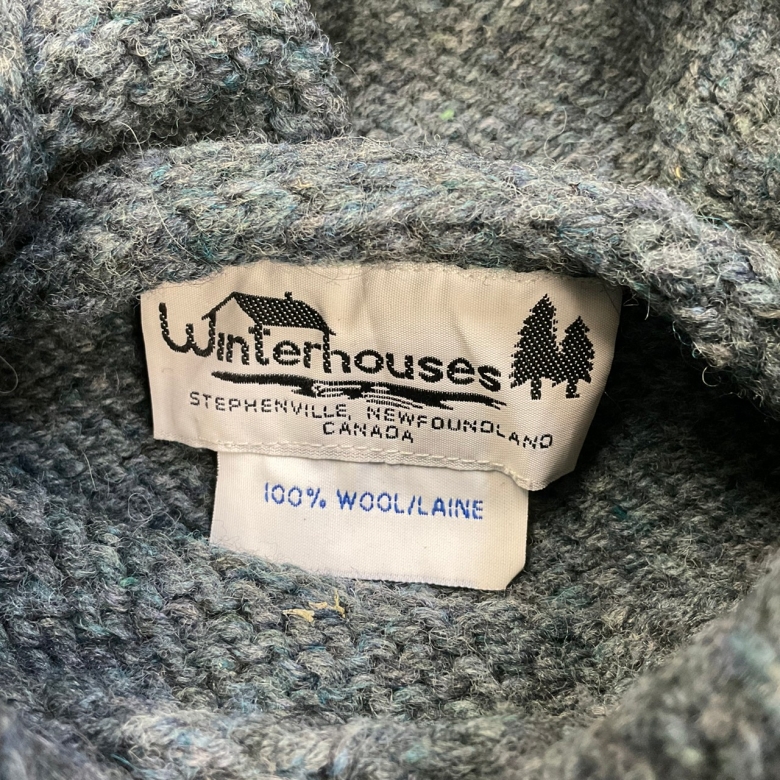 Winterhouses
STEPHENVILLE, NEWFOUNDLAND
CANADA
100% WOOL/LAINE